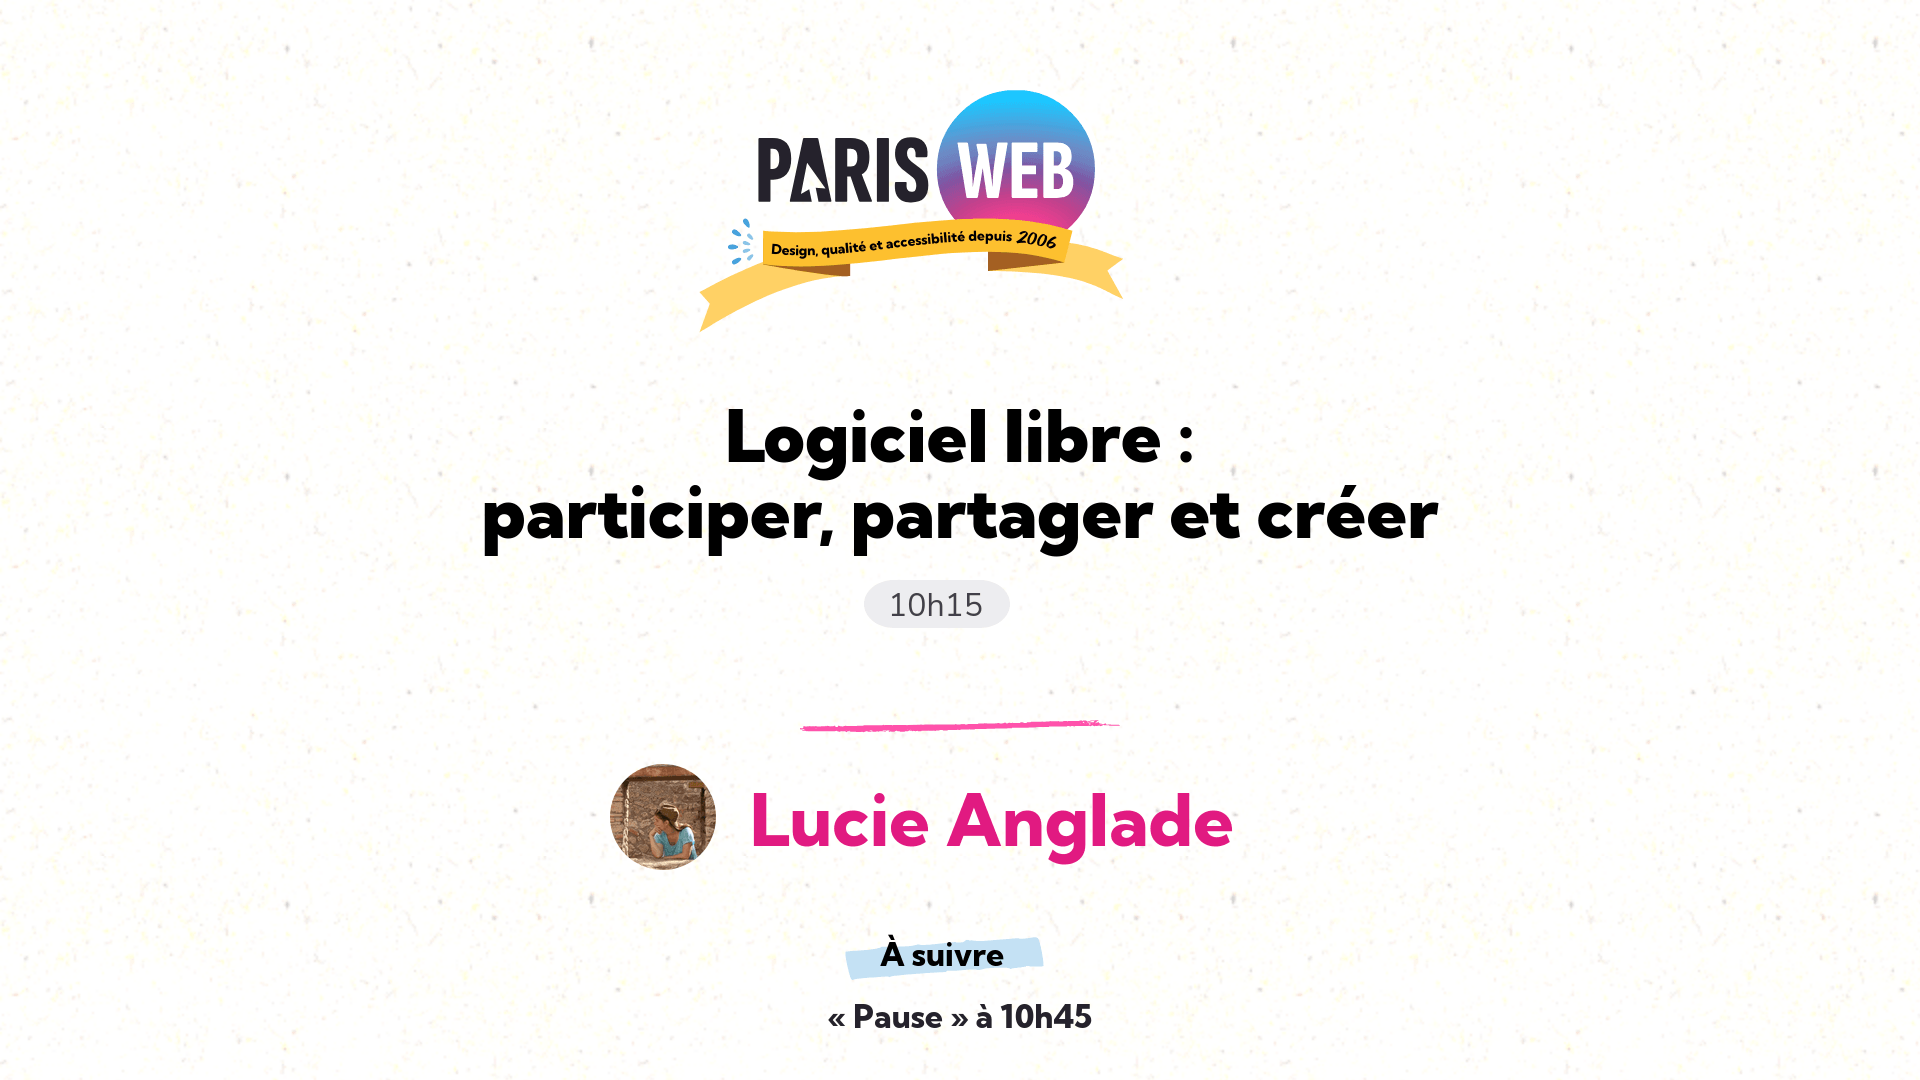 PARIS WEB
Design, qualité et accessibilité depuis 2006
Logiciel libre :
participer, partager et créer
10h15
Lucie Anglade
À suivre
« Pause » à 10h45